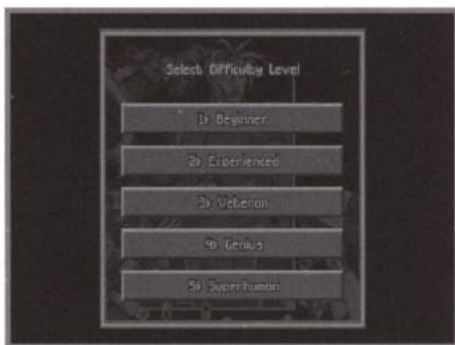 Select Difficulty Level
1> Beginner
2> Experienced
3> Veteran
4> Genius
5> Superhuman